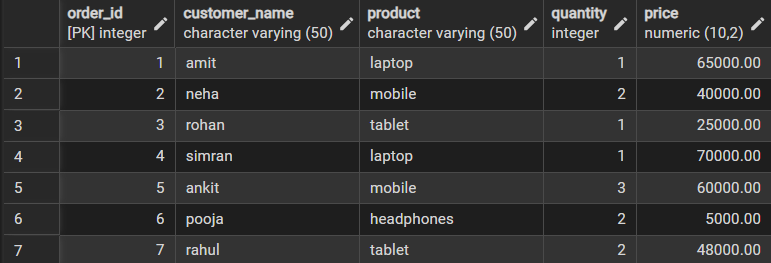 order_id customer_name product quantity price
[PK] integer character varying (50) character varying (50) integer numeric (10,2)
1 1 amit laptop 1 65000.00
2 2 neha mobile 2 40000.00
3 3 rohan tablet 1 25000.00
4 4 simran laptop 1 70000.00
5 5 ankit mobile 3 60000.00
6 6 pooja headphones 2 5000.00
7 7 rahul tablet 2 48000.00